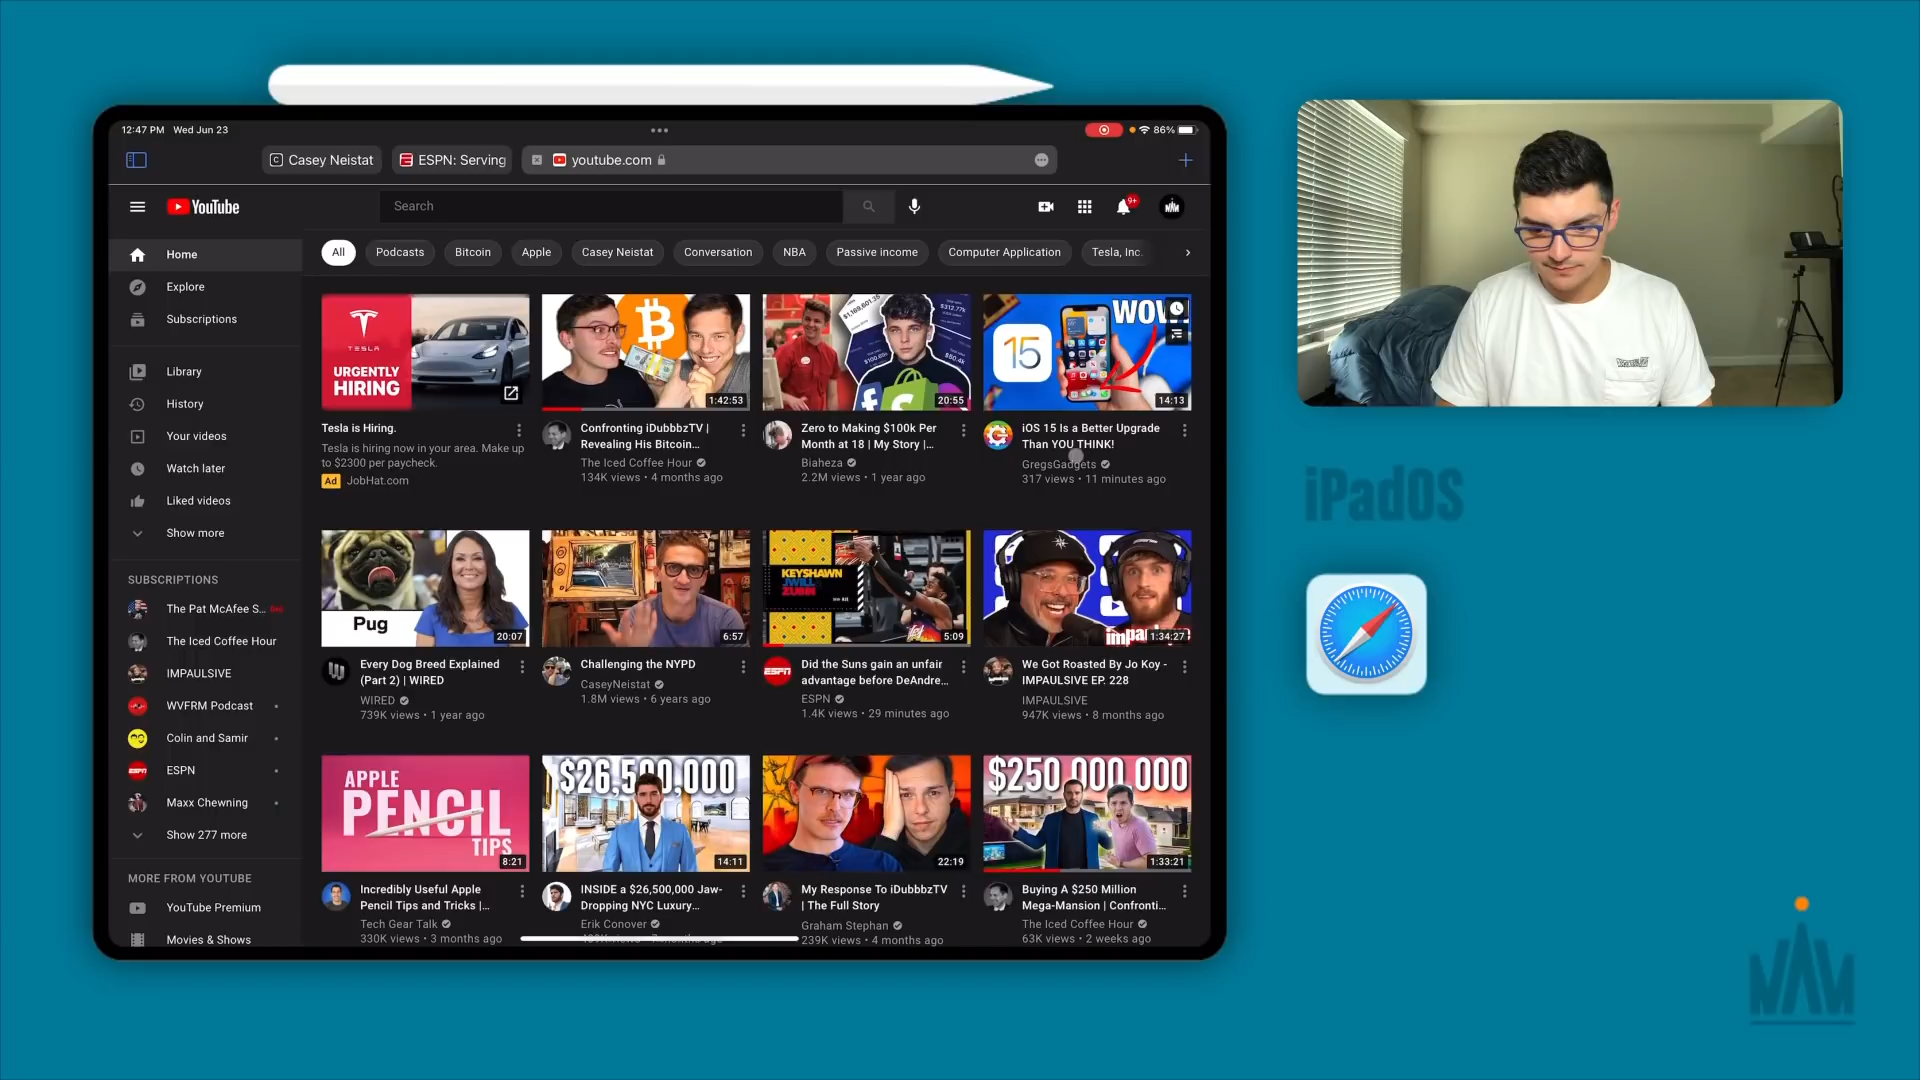 12:47 PM Wed Jun 23
86%
Casey Neistat
ESPN: Serving
youtube.com
YouTube
Search
9+
Home
Explore
Subscriptions
Library
History
Your videos
Watch later
Liked videos
Show more
SUBSCRIPTIONS
The Pat McAfee S...
The Iced Coffee Hour
IMPAULSIVE
WVFRM Podcast
Colin and Samir
ESPN
Maxx Chewning
Show 277 more
MORE FROM YOUTUBE
YouTube Premium
Movies & Shows
All
Podcasts
Bitcoin
Apple
Casey Neistat
Conversation
NBA
Passive income
Computer Application
Tesla, Inc.
TESLA
URGENTLY
HIRING
Tesla is Hiring.
Tesla is hiring now in your area. Make up
to $2300 per paycheck.
Ad JobHat.com
1:42:53
Confronting iDubbbzTV |
Revealing His Bitcoin...
The Iced Coffee Hour
134K views • 4 months ago
20:55
Zero to Making $100k Per
Month at 18 | My Story |...
Biaheza
2.2M views • 1 year ago
WOW
15
14:13
iOS 15 Is a Better Upgrade
Than YOU THINK!
GregsGadgets
317 views • 11 minutes ago
Pug
20:07
Every Dog Breed Explained
(Part 2) | WIRED
WIRED
739K views • 1 year ago
6:57
Challenging the NYPD
CaseyNeistat
1.8M views • 6 years ago
KEYSHAWN
JWILL
ZUBIN
5:09
Did the Suns gain an unfair
advantage before DeAndre...
ESPN
1.4K views • 29 minutes ago
1:34:27
We Got Roasted By Jo Koy -
IMPAULSIVE EP. 228
IMPAULSIVE
947K views • 8 months ago
APPLE
PENCIL
TIPS
8:21
Incredibly Useful Apple
Pencil Tips and Tricks |...
Tech Gear Talk
330K views • 3 months ago
$26,500,000
14:11
INSIDE a $26,500,000 Jaw-
Dropping NYC Luxury...
Erik Conover
22:19
My Response To iDubbbzTV
| The Full Story
Graham Stephan
239K views • 4 months ago
$250,000,000
1:33:21
Buying A $250 Million
Mega-Mansion | Confronti...
The Iced Coffee Hour
63K views • 2 weeks ago
iPadOS